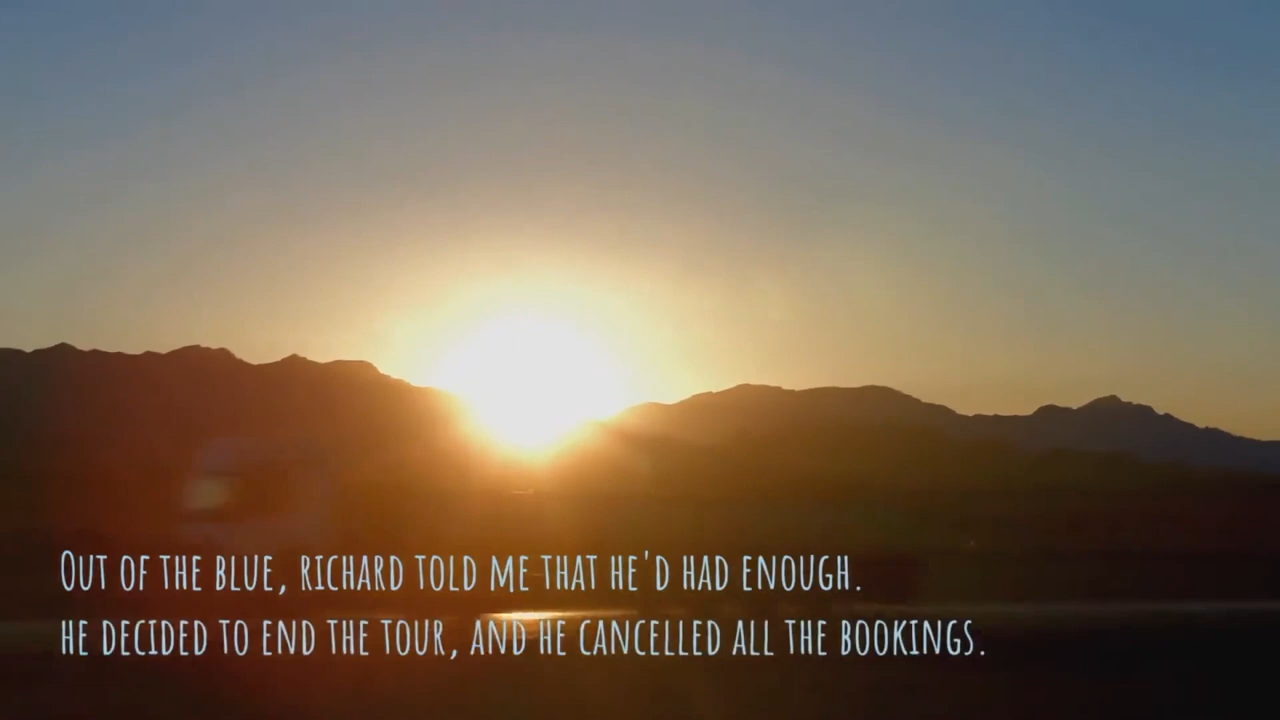 Out of the blue, Richard told me that he'd had enough.
He decided to end the tour, and he cancelled all the bookings.